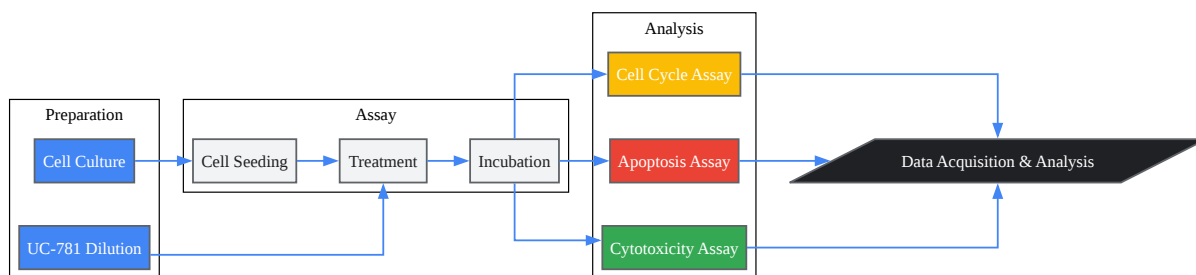 Preparation
Cell Culture
UC-781 Dilution
Assay
Cell Seeding
Treatment
Incubation
Analysis
Cell Cycle Assay
Apoptosis Assay
Cytotoxicity Assay
Data Acquisition & Analysis